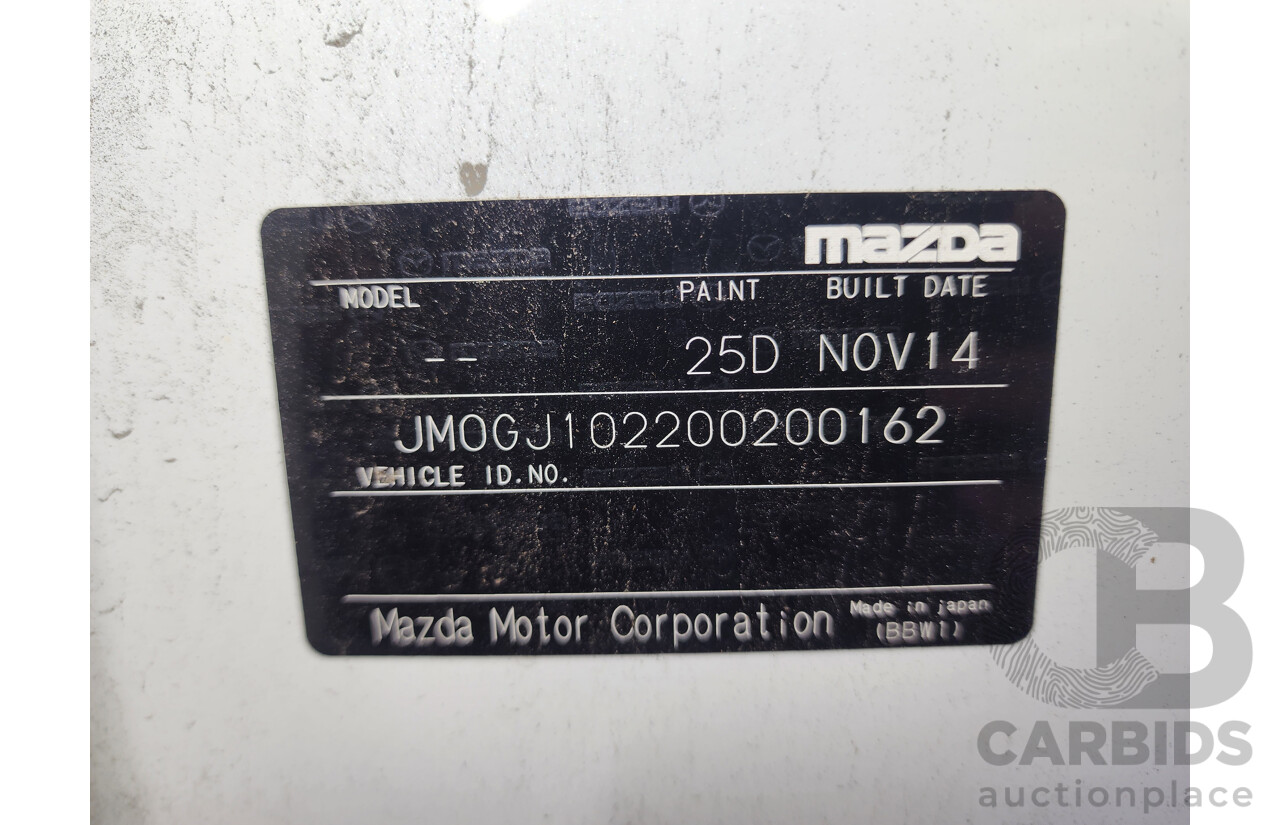 mazda
MODEL PAINT BUILT DATE
-- 25D NOV14
JM0GJ102200200162
VEHICLE ID.NO.
Mazda Motor Corporation Made in japan
(BBW1)
CARBIDS
auctionplace